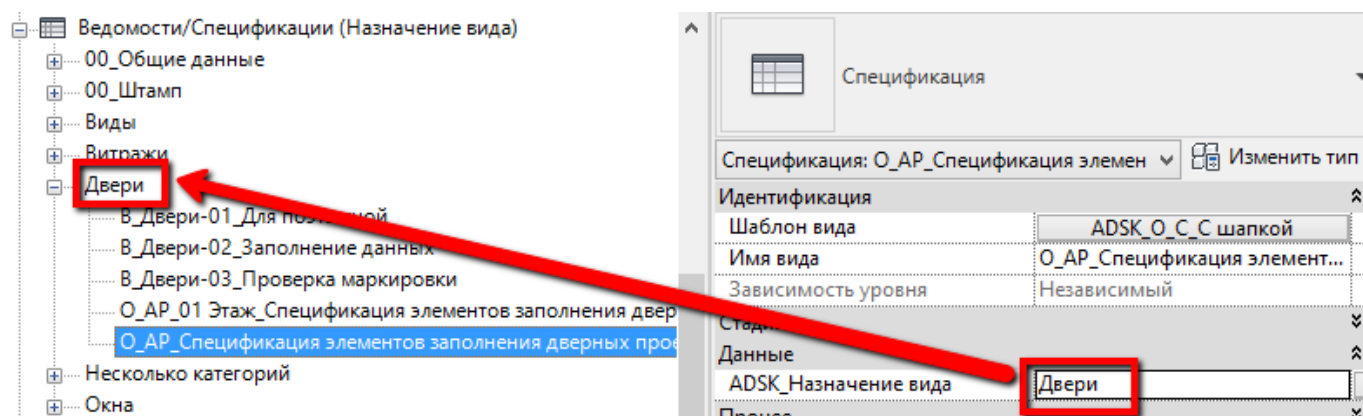 Ведомости/Спецификации (Назначение вида)
00_Общие данные
00_Штамп
Виды
Витражи
Двери
В_Двери-01_Для поэтажной
В_Двери-02_Заполнение данных
В_Двери-03_Проверка маркировки
О_АР_01 Этаж_Спецификация элементов заполнения двер
О_АР_Спецификация элементов заполнения дверных прое
Несколько категорий
Окна
Спецификация
Спецификация: О_АР_Спецификация элемен
Изменить тип
Идентификация
Шаблон вида ADSK_О_С_С шапкой
Имя вида О_АР_Спецификация элемент...
Зависимость уровня Независимый
Данные
ADSK_Назначение вида Двери